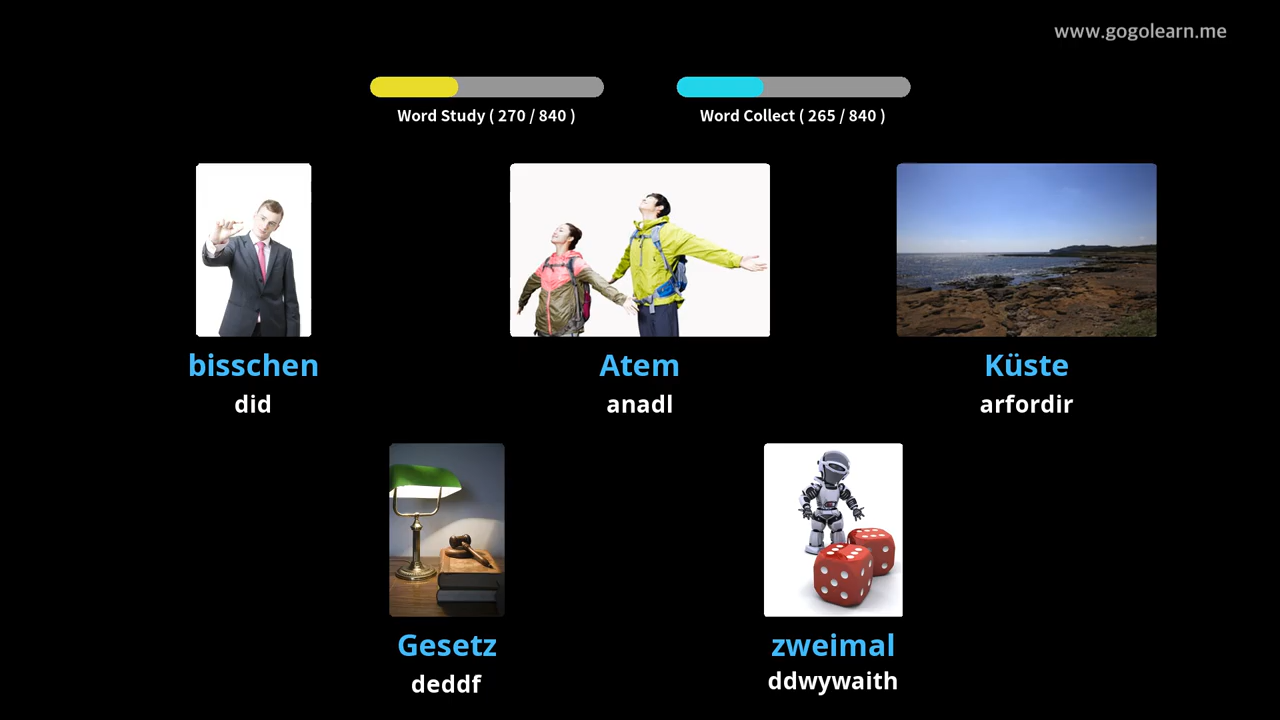 www.gogolearn.me
Word Study ( 270 / 840 )
Word Collect ( 265 / 840 )
bisschen
did
Atem
anadl
Küste
arfordir
Gesetz
deddf
zweimal
ddwywaith